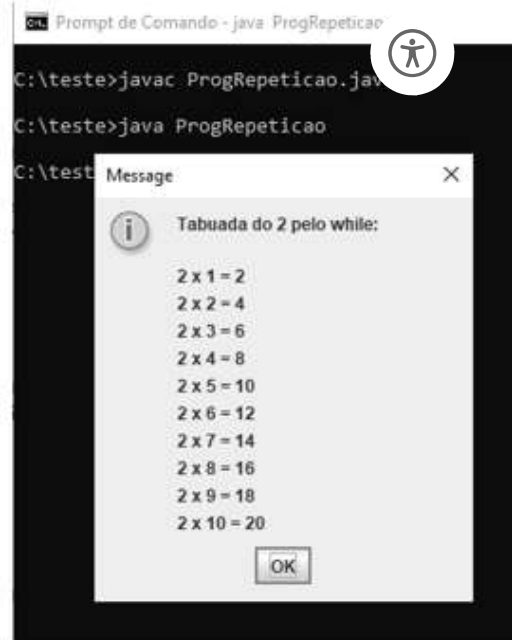 Prompt de Comando - java ProgRepeticao
C:\teste>javac ProgRepeticao.jav
C:\teste>java ProgRepeticao
C:\test
Message
Tabuada do 2 pelo while:
2 x 1 = 2
2 x 2 = 4
2 x 3 = 6
2 x 4 = 8
2 x 5 = 10
2 x 6 = 12
2 x 7 = 14
2 x 8 = 16
2 x 9 = 18
2 x 10 = 20
OK